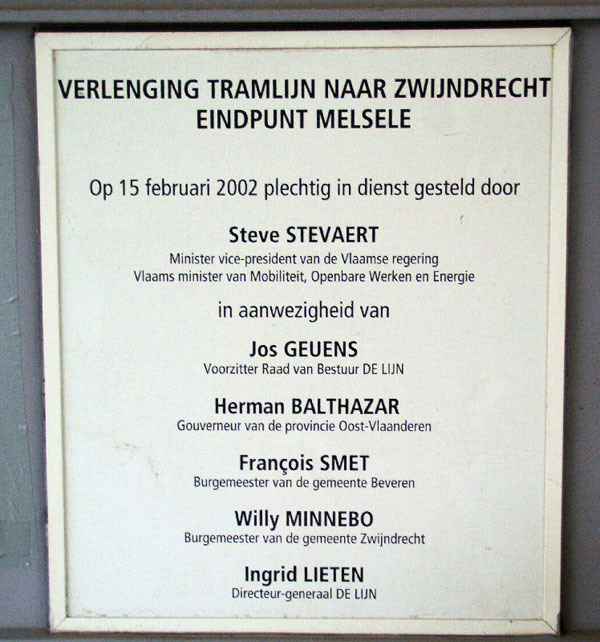 VERLENGING TRAMLIJN NAAR ZWIJNDRECHT
EINDPUNT MELSELE
Op 15 februari 2002 plechtig in dienst gesteld door
Steve STEVAERT
Minister vice-president van de Vlaamse regering
Vlaams minister van Mobiliteit, Openbare Werken en Energie
in aanwezigheid van
Jos GEUENS
Voorzitter Raad van Bestuur DE LIJN
Herman BALTHAZAR
Gouverneur van de provincie Oost-Vlaanderen
François SMET
Burgemeester van de gemeente Beveren
Willy MINNEBO
Burgemeester van de gemeente Zwijndrecht
Ingrid LIETEN
Directeur-generaal DE LIJN